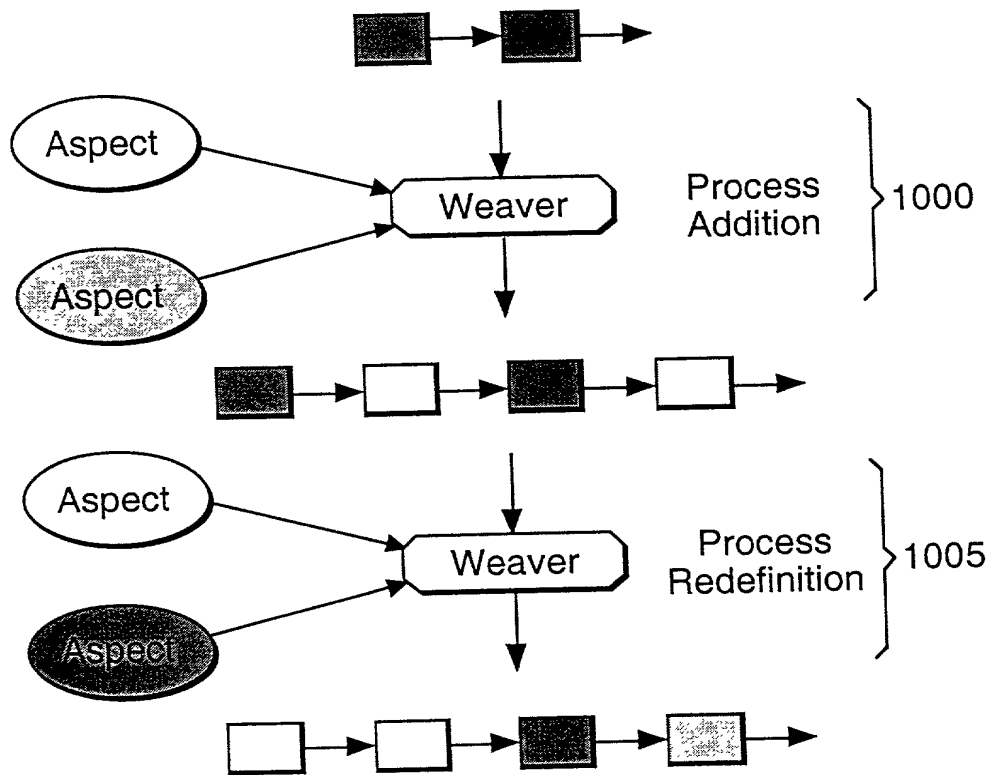 Aspect
Weaver
Process
Addition
1000
Aspect
Aspect
Weaver
Process
Redefinition
1005
Aspect